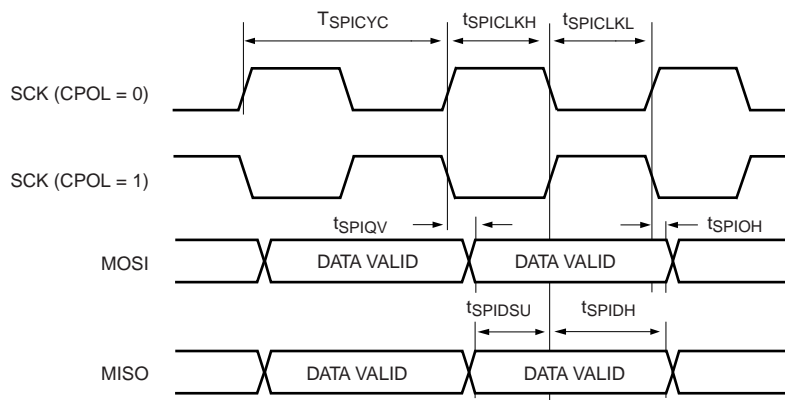 TSPICYC tSPICLKH tSPICLKL
SCK (CPOL = 0)
SCK (CPOL = 1)
tSPIQV tSPIOH
MOSI DATA VALID DATA VALID
tSPIDSU tSPIDH
MISO DATA VALID DATA VALID